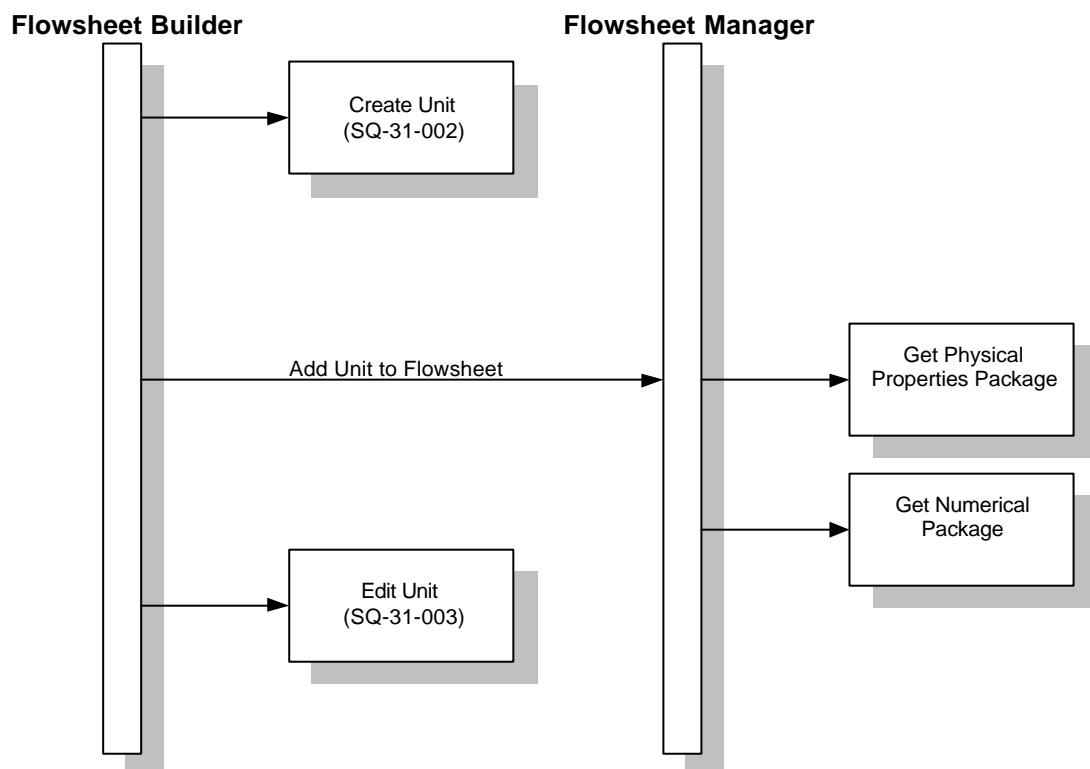 Flowsheet Builder
Flowsheet Manager
Create Unit
(SQ-31-002)
Add Unit to Flowsheet
Get Physical
Properties Package
Get Numerical
Package
Edit Unit
(SQ-31-003)